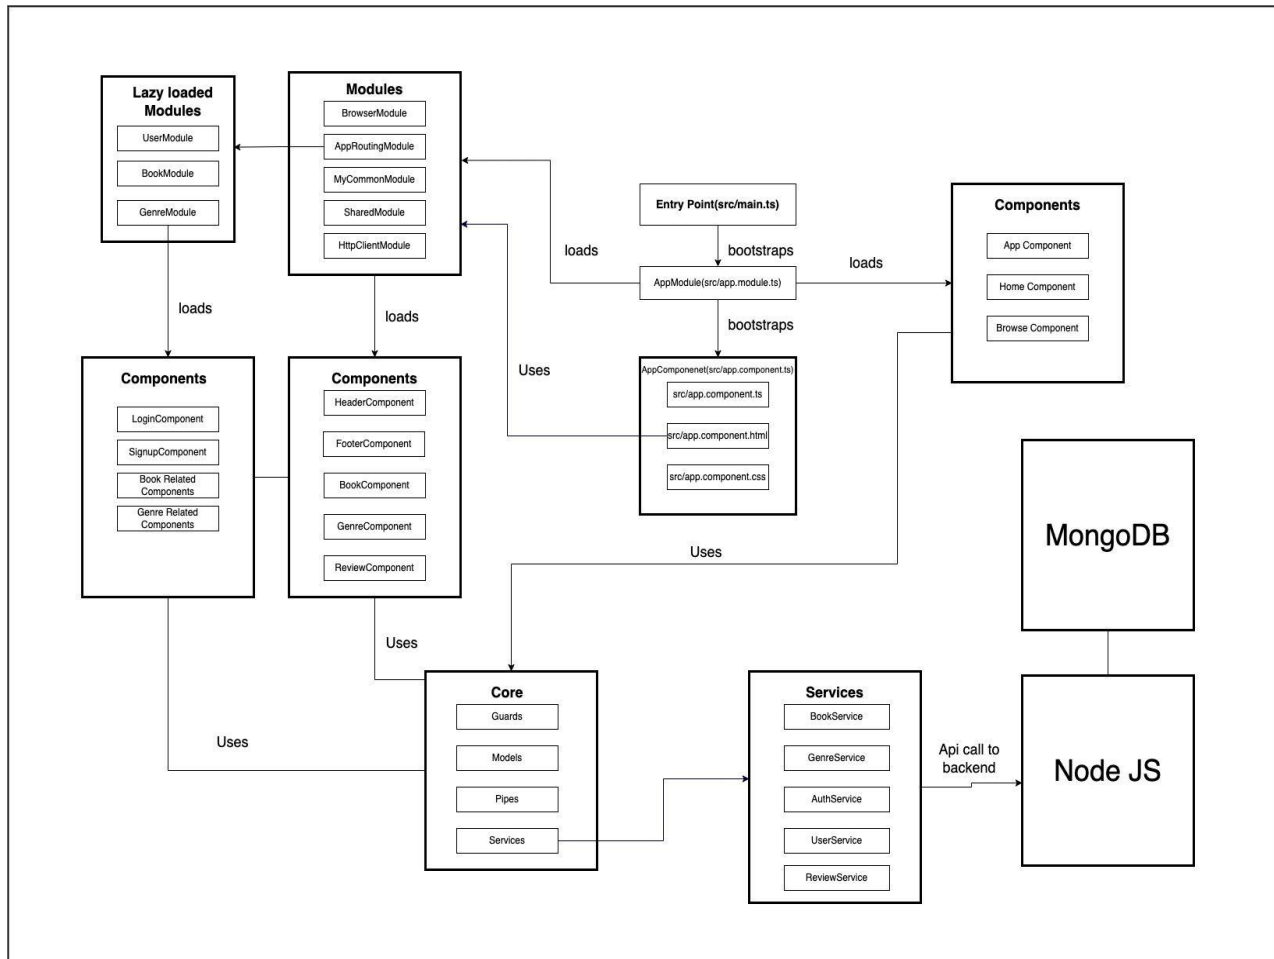 Lazy loaded
Modules
UserModule
BookModule
GenreModule
Modules
BrowserModule
AppRoutingModule
MyCommonModule
SharedModule
HttpClientModule
Entry Point(src/main.ts)
bootstraps
loads
AppModule(src/app.module.ts)
loads
bootstraps
Components
App Component
Home Component
Browse Component
loads
loads
Uses
AppComponenet(src/app.component.ts)
src/app.component.ts
src/app.component.html
src/app.component.css
Components
LoginComponent
SignupComponent
Book Related
Components
Genre Related
Components
Components
HeaderComponent
FooterComponent
BookComponent
GenreComponent
ReviewComponent
Uses
MongoDB
Uses
Uses
Core
Guards
Models
Pipes
Services
Services
BookService
GenreService
AuthService
UserService
ReviewService
Api call to
backend
Node JS